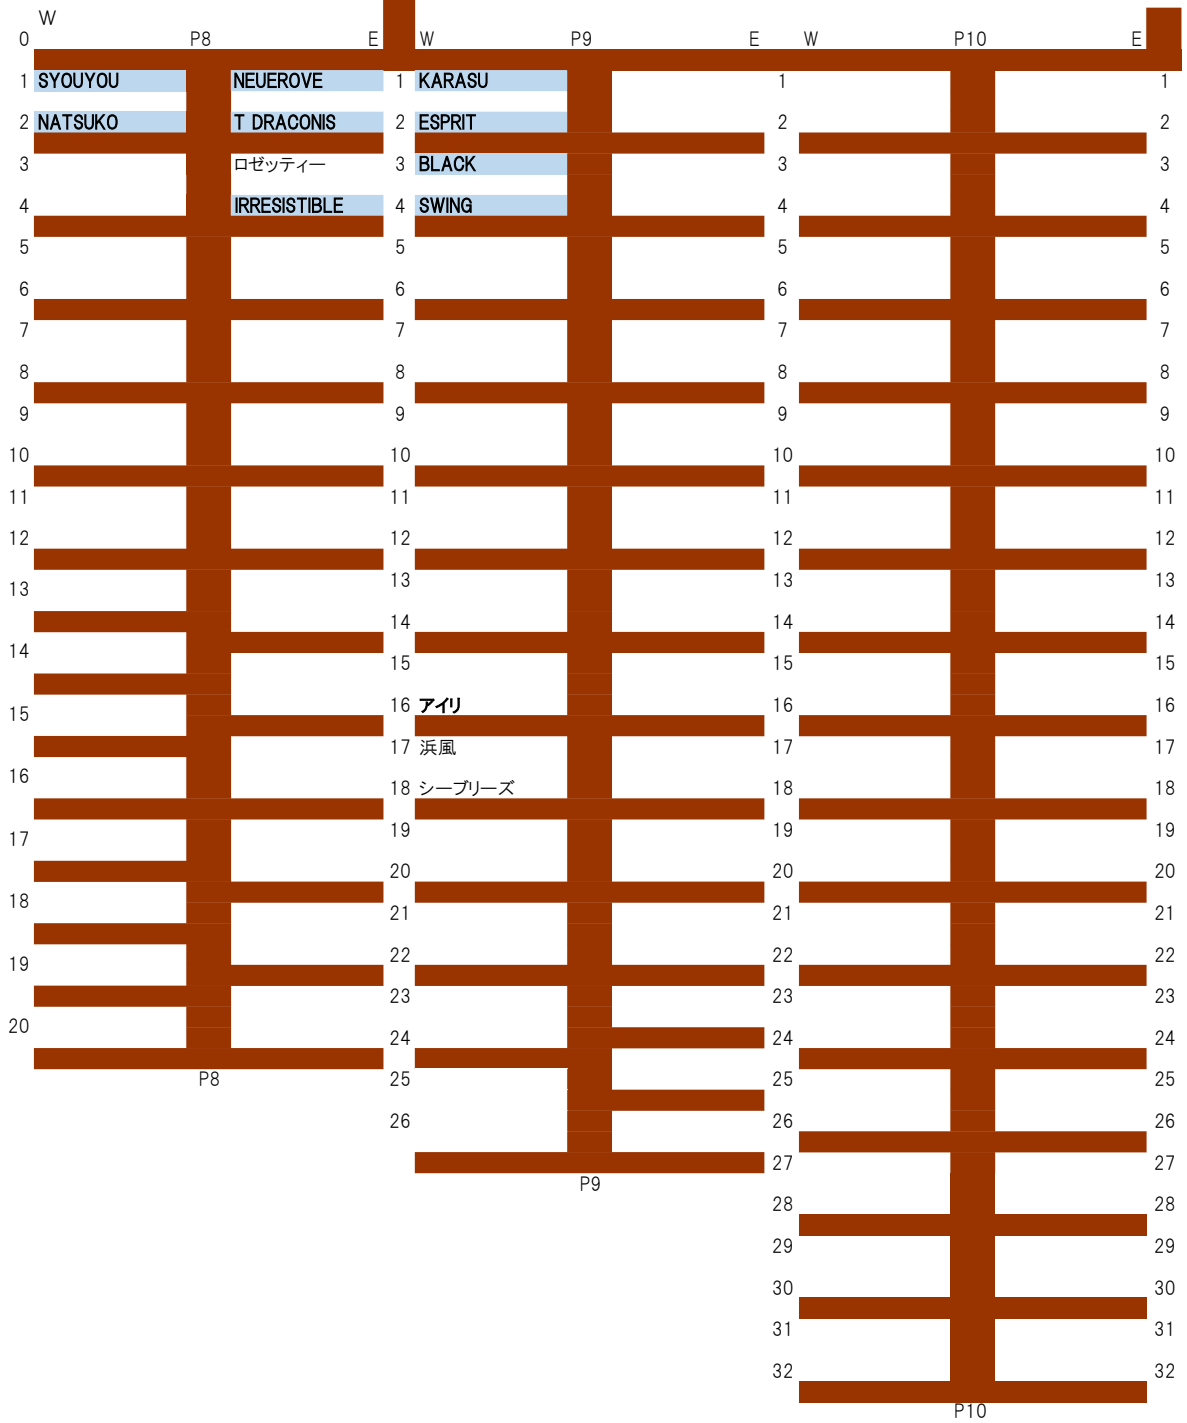 W
0 P8 E W P9 E W P10 E
1 SYOUYOU NEUEROVE 1 KARASU 1 1
2 NATSUKO T DRACONIS 2 ESPRIT 2 2
3 ロゼッティー 3 BLACK 3 3
4 IRRESISTIBLE 4 SWING 4 4
5 5 5 5
6 6 6 6
7 7 7 7
8 8 8 8
9 9 9 9
10 10 10 10
11 11 11 11
12 12 12 12
13 13 13 13
14 14 14
14 15 15 15
15 16 アイリ 16 16
17 浜風 17 17
16 18 シーブリーズ 18 18
17 19 19 19
20 20 20
18 21 21 21
22 22 22
19 23 23 23
20 24 24 24
P8 25 25 25
26 26 26
27 27
P9
28 28
29 29
30 30
31 31
32 32
P10